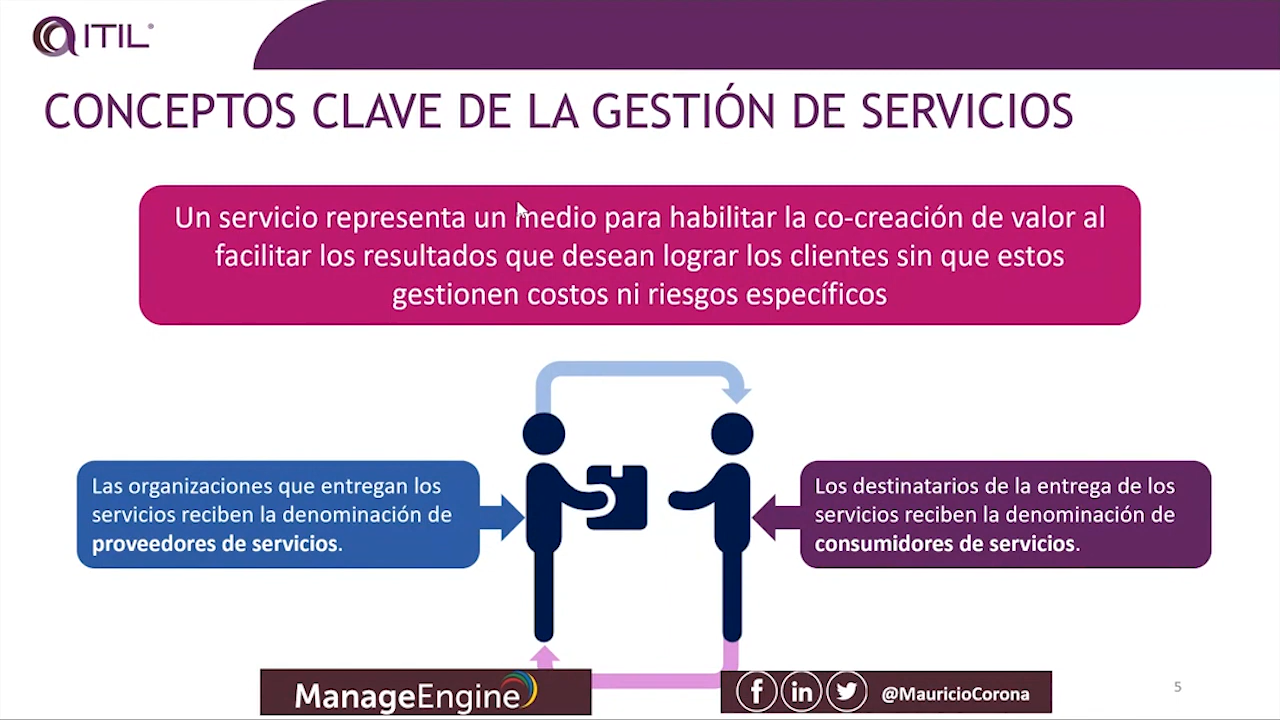 ITIL®
CONCEPTOS CLAVE DE LA GESTIÓN DE SERVICIOS
Un servicio representa un medio para habilitar la co-creación de valor al
facilitar los resultados que desean lograr los clientes sin que estos
gestionen costos ni riesgos específicos
Las organizaciones que entregan los
servicios reciben la denominación de
proveedores de servicios.
Los destinatarios de la entrega de los
servicios reciben la denominación de
consumidores de servicios.
ManageEngine
@MauricioCorona
5